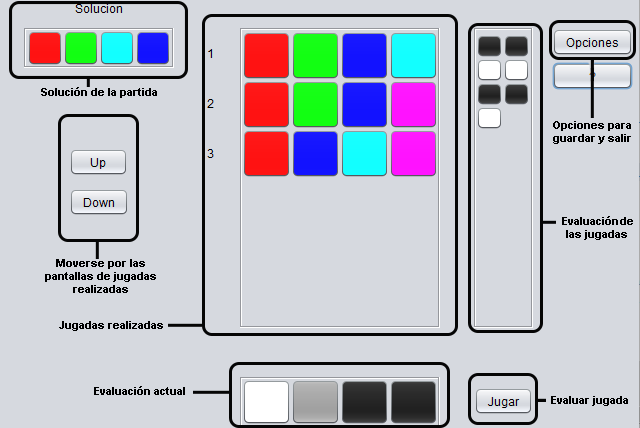 Solucion
Solución de la partida
Up
Down
Moverse por las
pantallas de jugadas
realizadas
1
2
3
Jugadas realizadas
Opciones
Opciones para
guardar y salir
Evaluación de
las jugadas
Evaluación actual
Jugar
Evaluar jugada